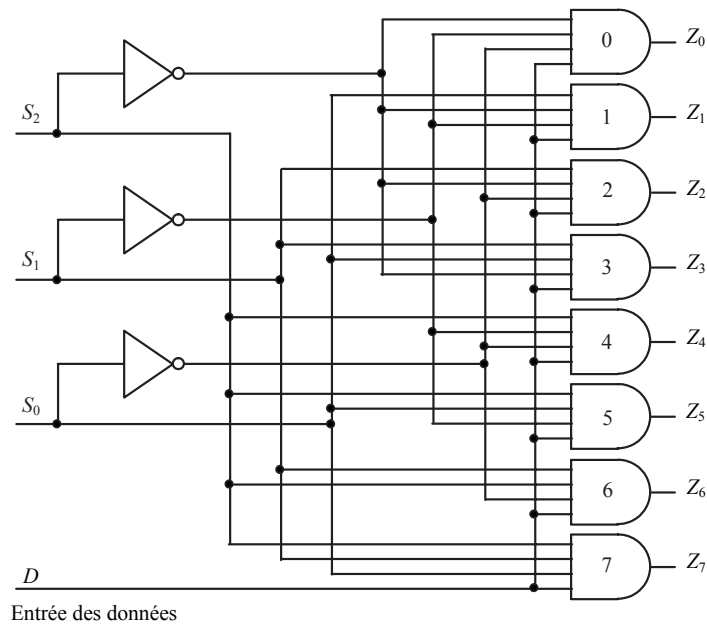 0 Z₀
1 Z₁
S₂
2 Z₂
3 Z₃
S₁
4 Z₄
S₀
5 Z₅
6 Z₆
7 Z₇
D
Entrée des données